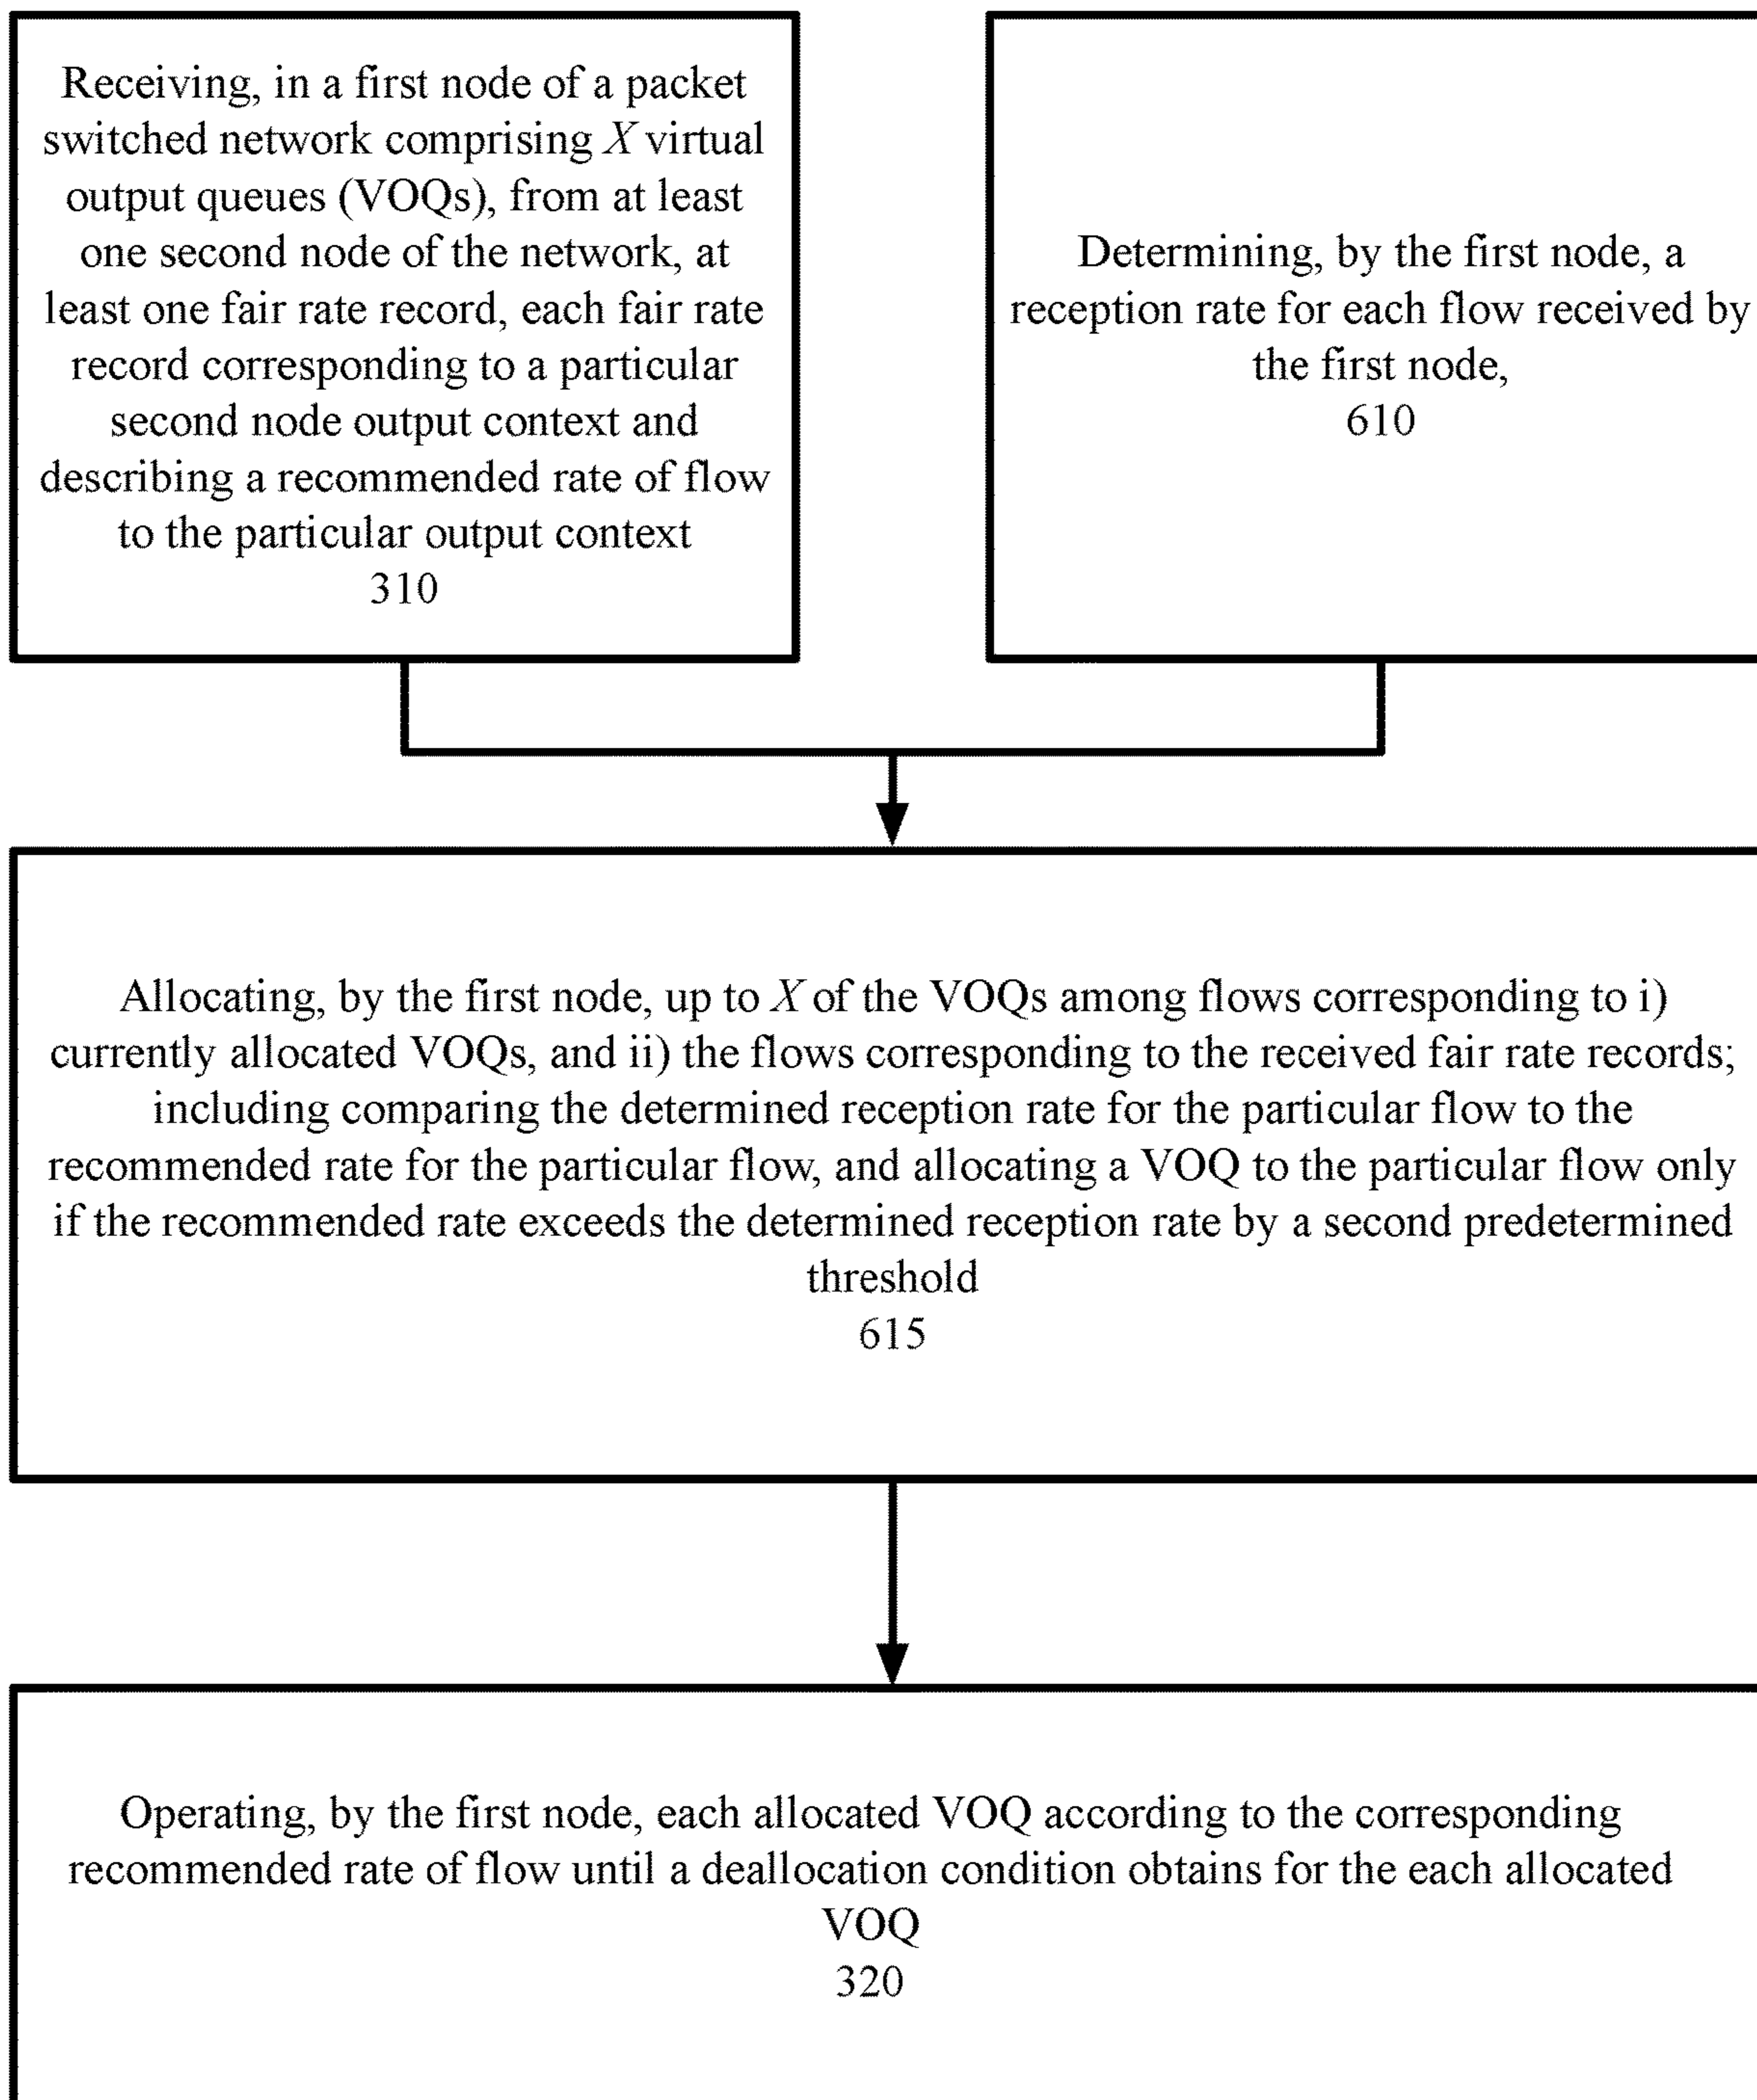 Receiving, in a first node of a packet
switched network comprising X virtual
output queues (VOQs), from at least
one second node of the network, at
least one fair rate record, each fair rate
record corresponding to a particular
second node output context and
describing a recommended rate of flow
to the particular output context
310
Determining, by the first node, a
reception rate for each flow received by
the first node,
610
Allocating, by the first node, up to X of the VOQs among flows corresponding to i)
currently allocated VOQs, and ii) the flows corresponding to the received fair rate records;
including comparing the determined reception rate for the particular flow to the
recommended rate for the particular flow, and allocating a VOQ to the particular flow only
if the recommended rate exceeds the determined reception rate by a second predetermined
threshold
615
Operating, by the first node, each allocated VOQ according to the corresponding
recommended rate of flow until a deallocation condition obtains for the each allocated
VOQ
320